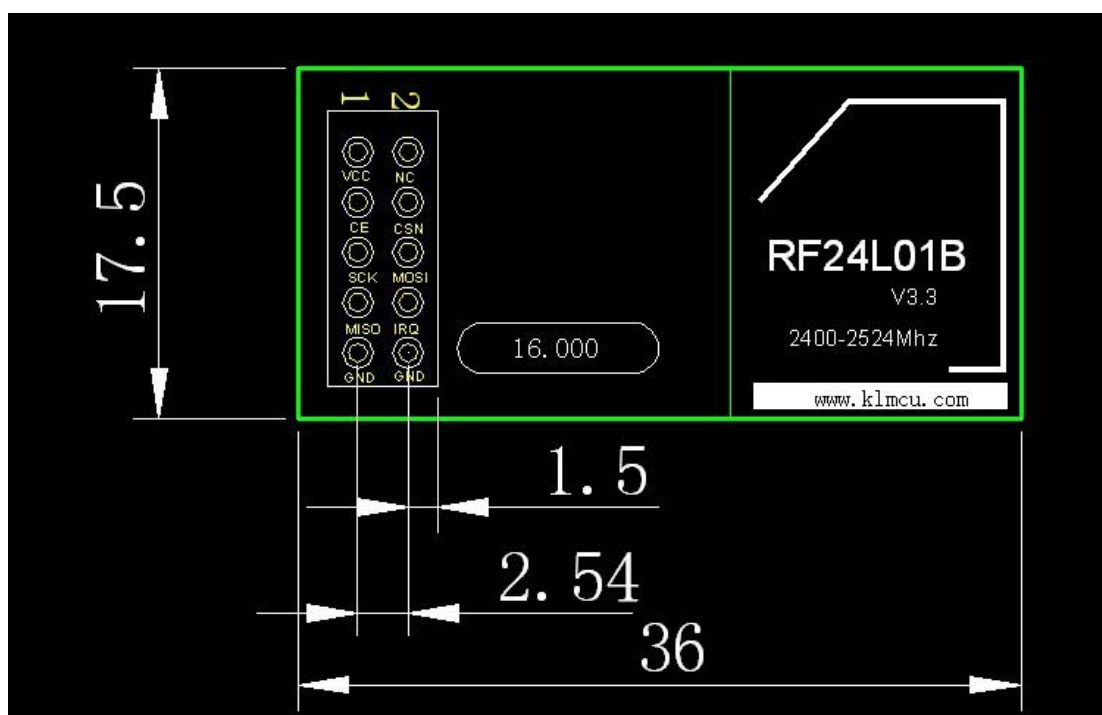 1 2
VCC NC
CE CSN
SCK MOSI
MISO IRQ
GND GND
16.000
RF24L01B
V3.3
2400-2524Mhz
www.klmcu.com
17.5
1.5
2.54
36